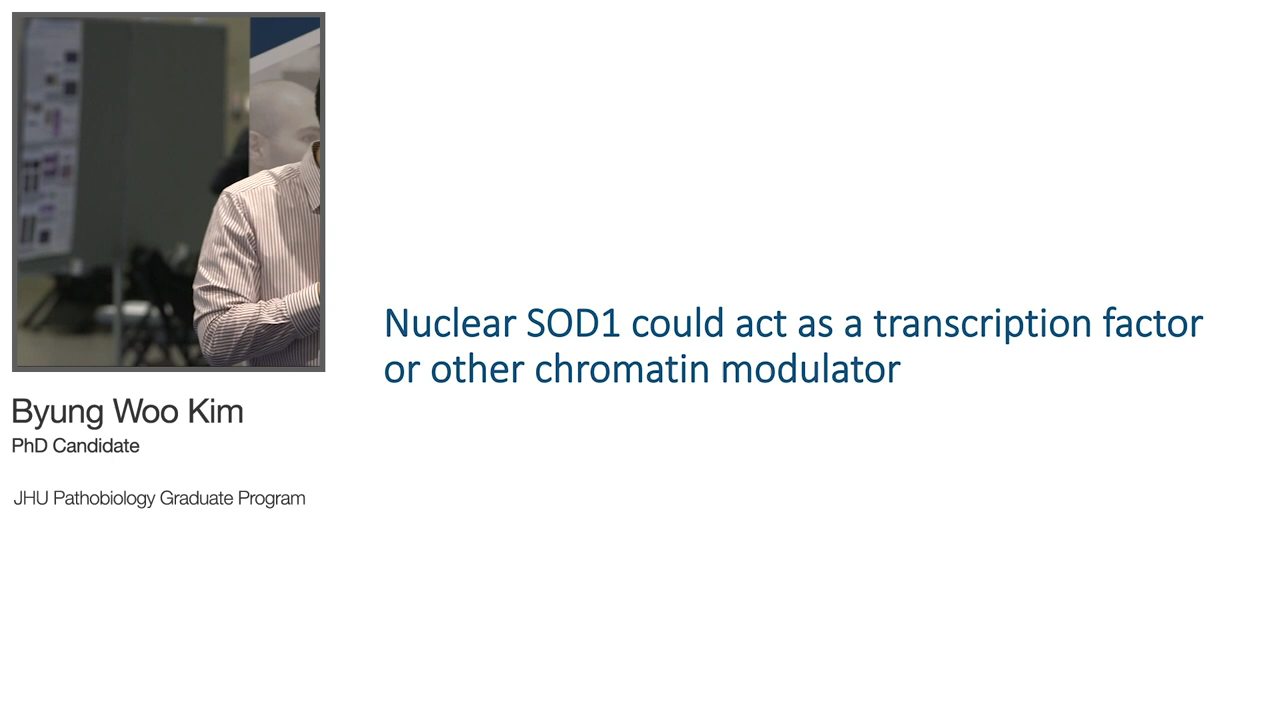 Byung Woo Kim
PhD Candidate
JHU Pathobiology Graduate Program
Nuclear SOD1 could act as a transcription factor
or other chromatin modulator